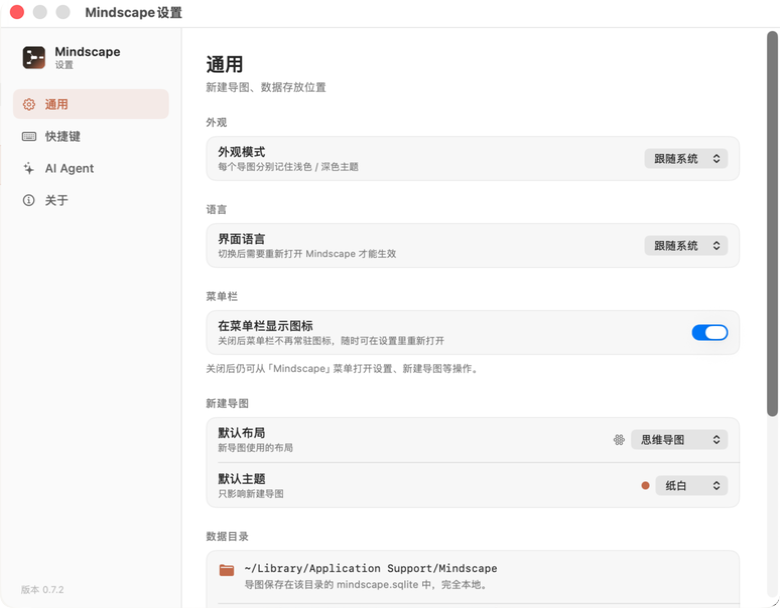 Mindscape设置
Mindscape
设置
通用
快捷键
AI Agent
关于
版本 0.7.2
通用
新建导图、数据存放位置
外观
外观模式
每个导图分别记住浅色 / 深色主题
跟随系统
语言
界面语言
切换后需要重新打开 Mindscape 才能生效
跟随系统
菜单栏
在菜单栏显示图标
关闭后菜单栏不再常驻图标，随时可在设置里重新打开
关闭后仍可从「Mindscape」菜单打开设置、新建导图等操作。
新建导图
默认布局
新导图使用的布局
思维导图
默认主题
只影响新建导图
纸白
数据目录
~/Library/Application Support/Mindscape
导图保存在该目录的 mindscape.sqlite 中，完全本地。